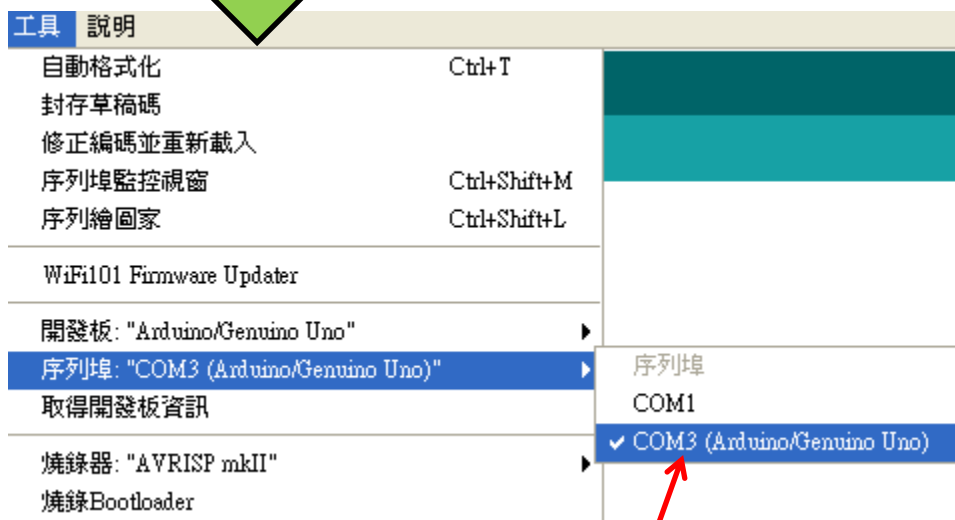 工具 說明
自動格式化 Ctrl+T
封存草稿碼
修正編碼並重新載入
序列埠監控視窗 Ctrl+Shift+M
序列繪圖家 Ctrl+Shift+L
WiFi101 Firmware Updater
開發板: "Arduino/Genuino Uno"
序列埠: "COM3 (Arduino/Genuino Uno)"
取得開發板資訊
燒錄器: "AVRISP mkII"
燒錄Bootloader
序列埠
COM1
COM3 (Arduino/Genuino Uno)